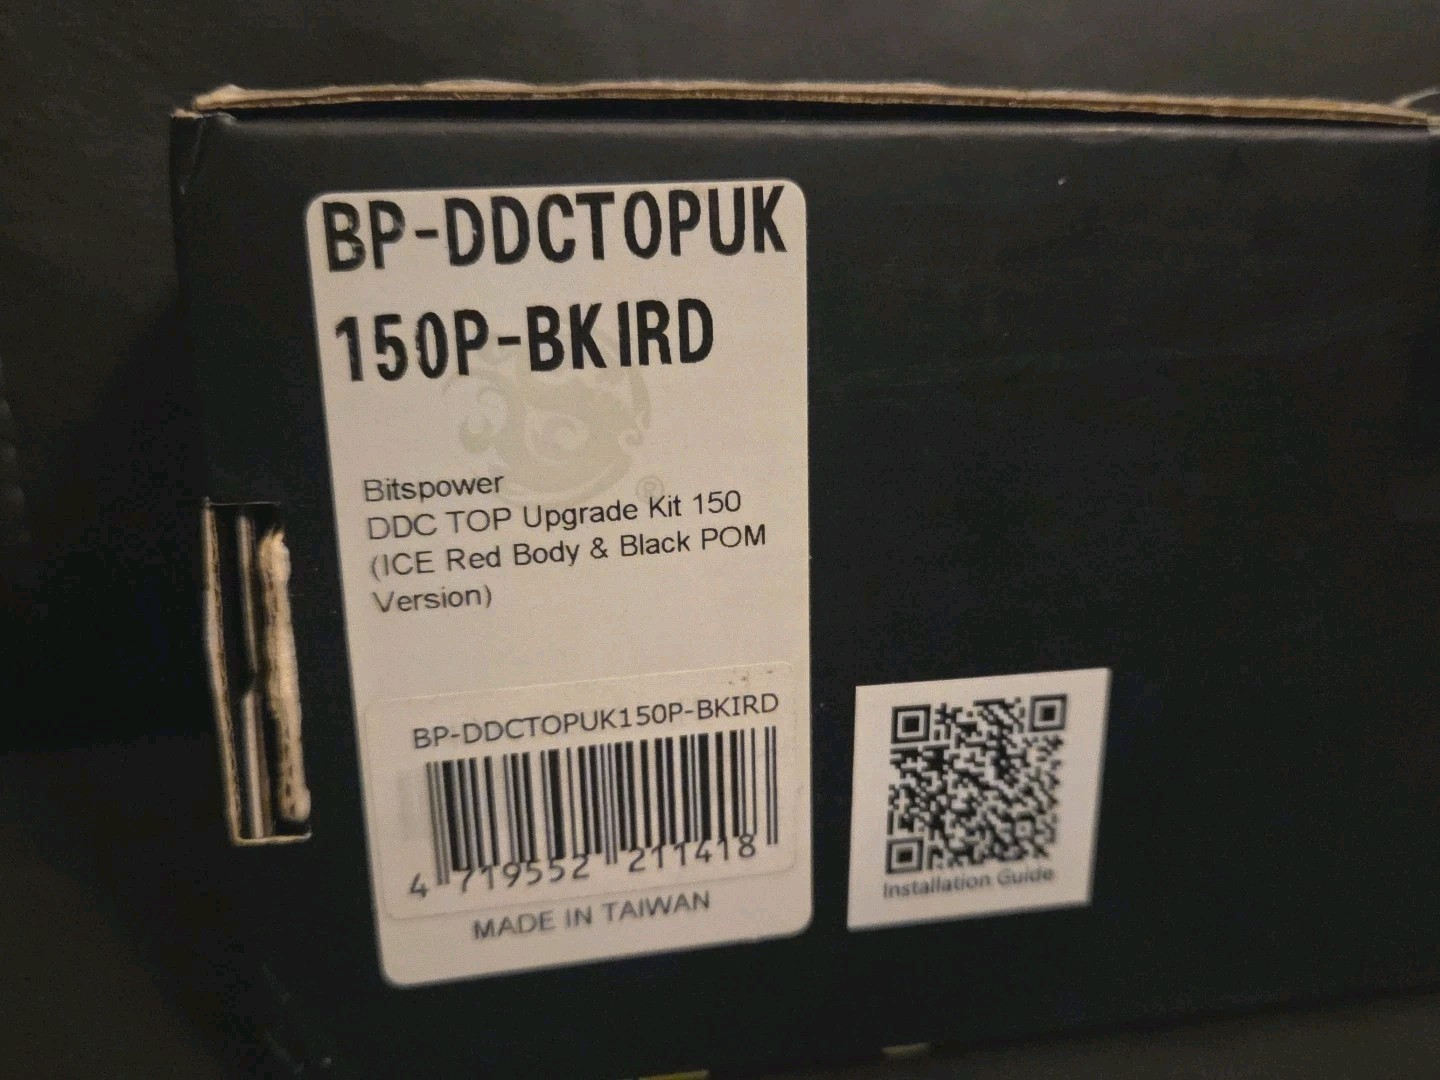 BP-DDCTOPUK
150P-BKIRD
®
Bitspower
DDC TOP Upgrade Kit 150
(ICE Red Body & Black POM
Version)
BP-DDCTOPUK150P-BKIRD
4 719552 211418
MADE IN TAIWAN
Installation Guide